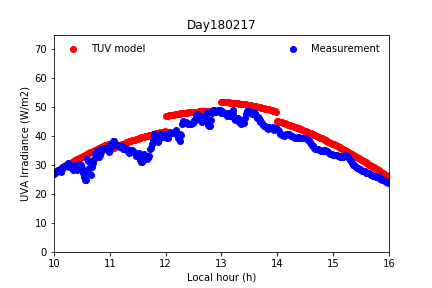 Day180217
TUV model
Measurement
UVA Irradiance (W/m2)
70
60
50
40
30
20
10
0
10 11 12 13 14 15 16
Local hour (h)